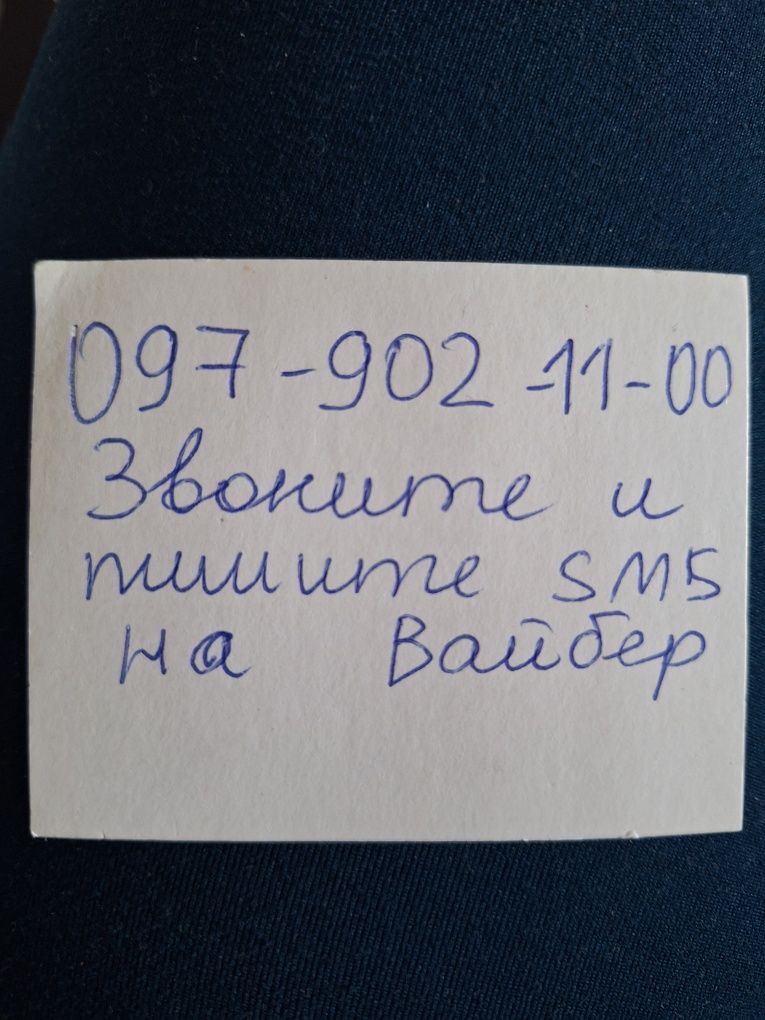 097-902-11-00
Звоните и
пишите SMS
на Вайбер